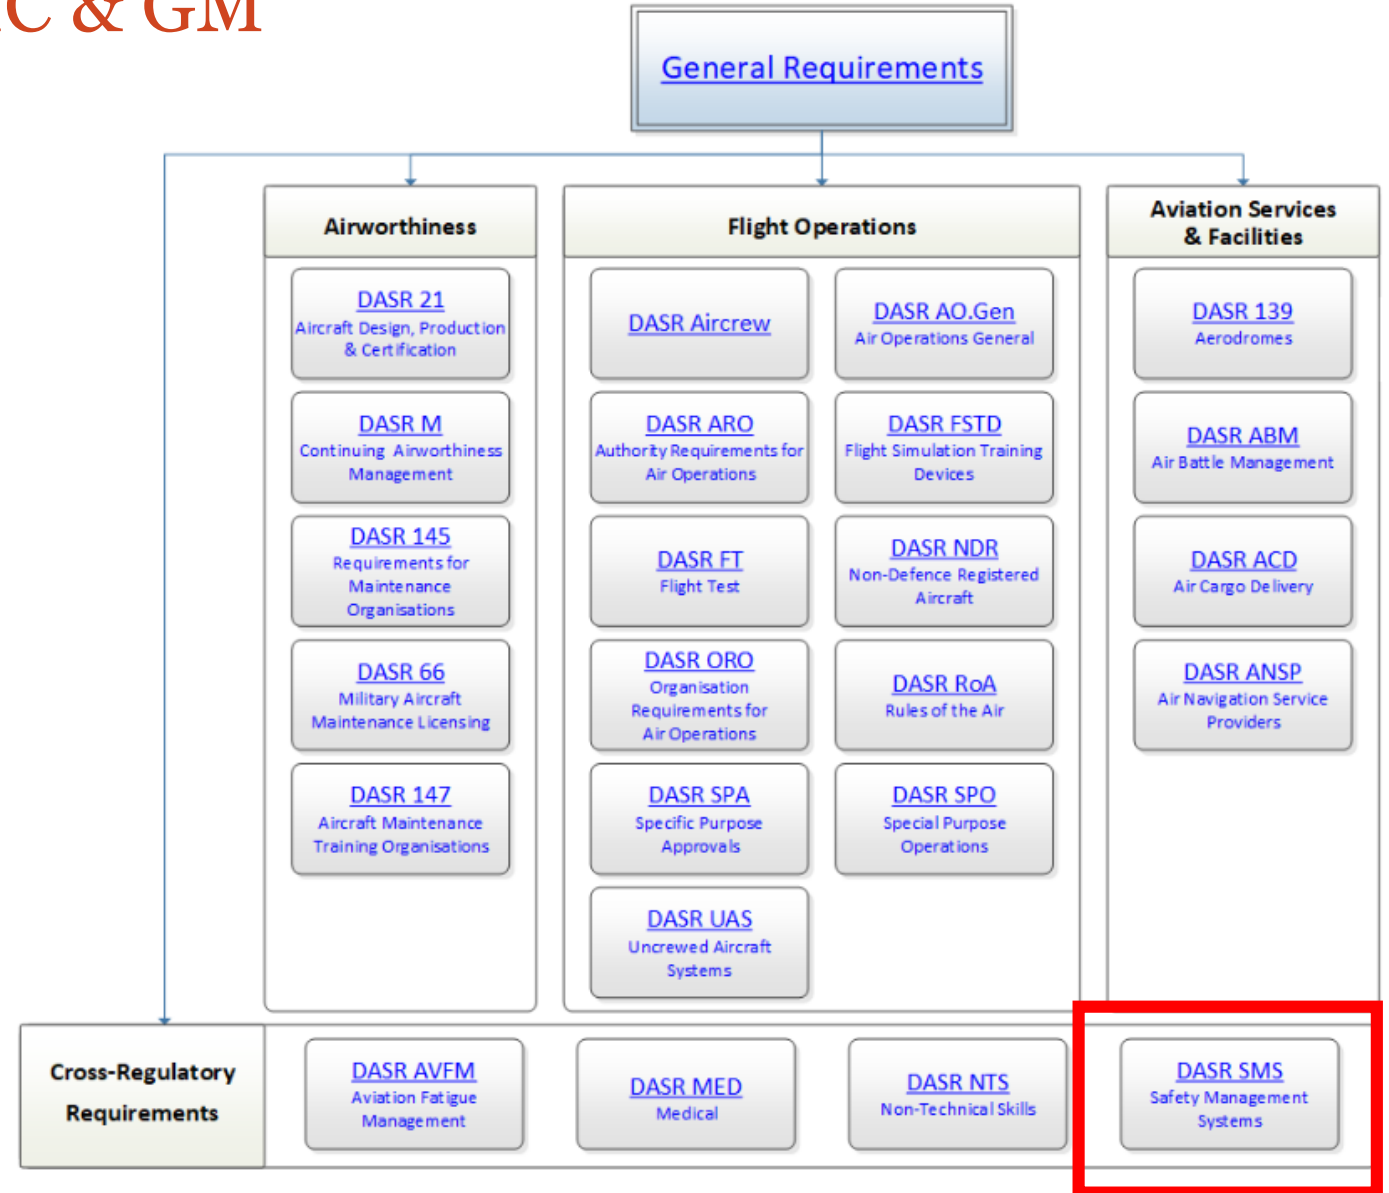 & GM
General Requirements
Airworthiness
DASR 21
Aircraft Design, Production
& Certification
DASR M
Continuing Airworthiness
Management
DASR 145
Requirements for
Maintenance
Organisations
DASR 66
Military Aircraft
Maintenance Licensing
DASR 147
Aircraft Maintenance
Training Organisations
Flight Operations
DASR Aircrew
DASR AO.Gen
Air Operations General
DASR ARO
Authority Requirements for
Air Operations
DASR FSTD
Flight Simulation Training
Devices
DASR FT
Flight Test
DASR NDR
Non-Defence Registered
Aircraft
DASR ORO
Organisation
Requirements for
Air Operations
DASR RoA
Rules of the Air
DASR SPA
Specific Purpose
Approvals
DASR SPO
Special Purpose
Operations
DASR UAS
Uncrewed Aircraft
Systems
Aviation Services
& Facilities
DASR 139
Aerodromes
DASR ABM
Air Battle Management
DASR ACD
Air Cargo Delivery
DASR ANSP
Air Navigation Service
Providers
Cross-Regulatory
Requirements
DASR AVFM
Aviation Fatigue
Management
DASR MED
Medical
DASR NTS
Non-Technical Skills
DASR SMS
Safety Management
Systems